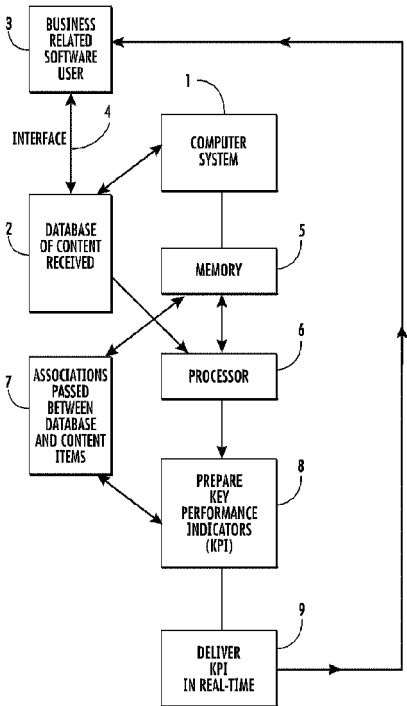 3
BUSINESS
RELATED
SOFTWARE
USER
4
INTERFACE
1
COMPUTER
SYSTEM
2
DATABASE
OF CONTENT
RECEIVED
5
MEMORY
6
PROCESSOR
7
ASSOCIATIONS
PASSED
BETWEEN
DATABASE
AND CONTENT
ITEMS
8
PREPARE
KEY
PERFORMANCE
INDICATORS
(KPI)
9
DELIVER
KPI
IN REAL-TIME